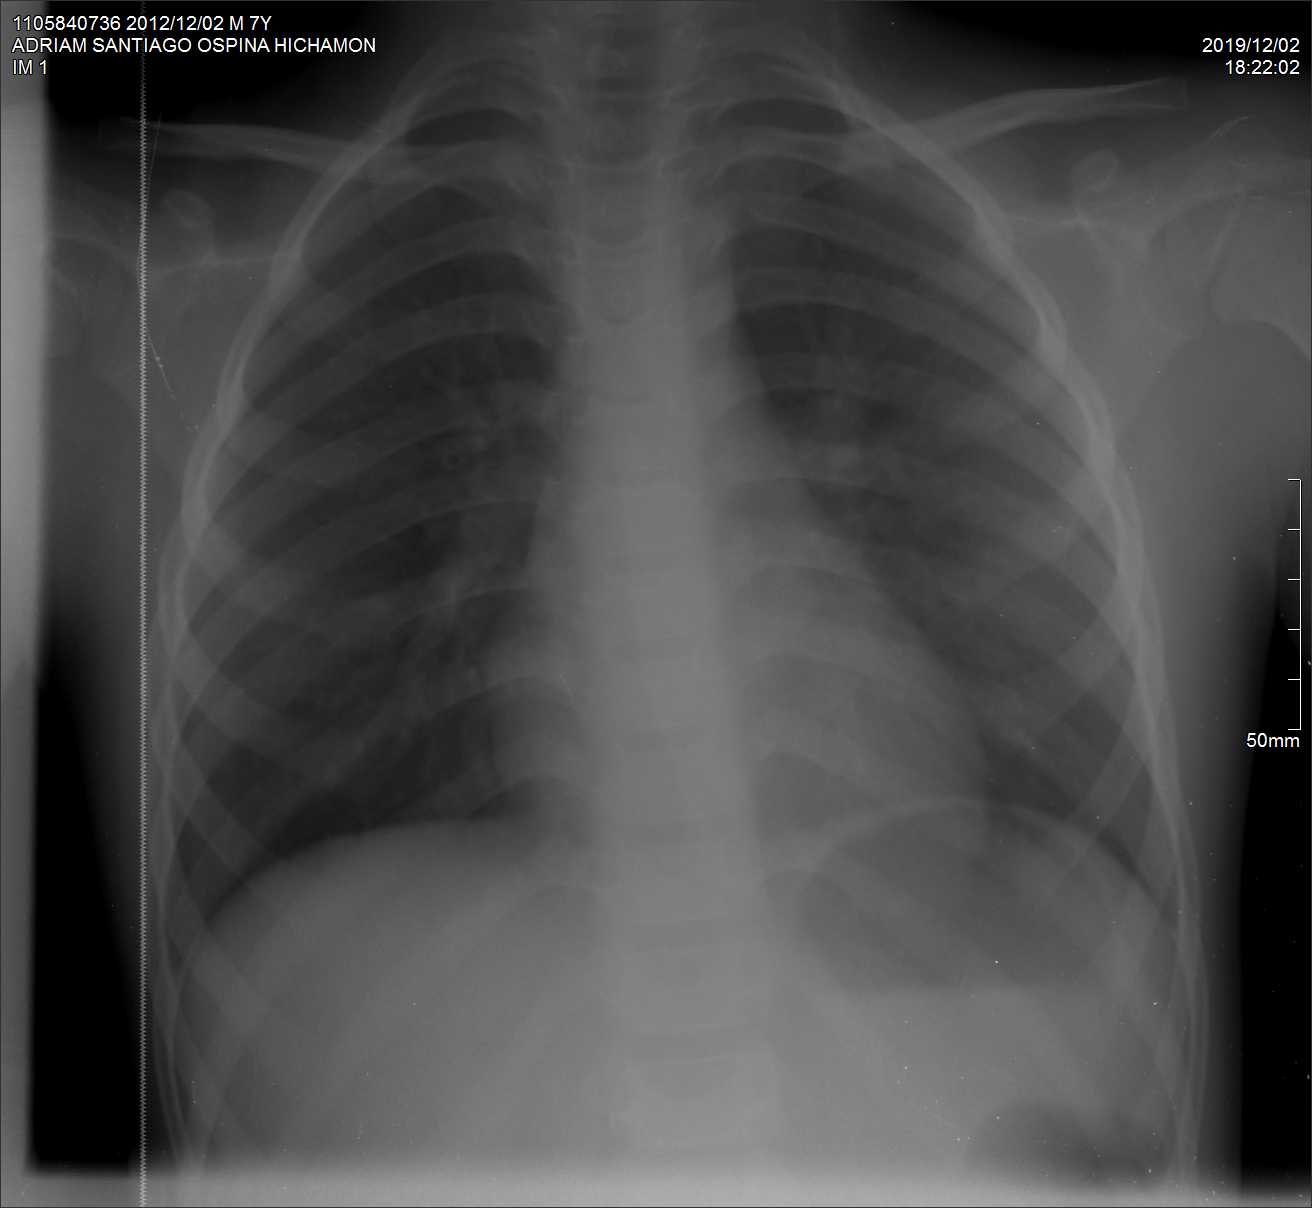 1105840736 2012/12/02 M 7Y
ADRIAM SANTIAGO OSPINA HICHAMON
IM 1
2019/12/02
18:22:02
50mm